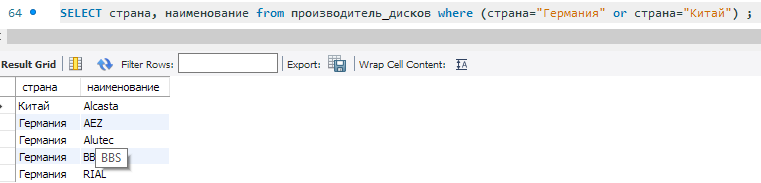 64 SELECT страна, наименование from производитель_дисков where (страна="Германия" or страна="Китай") ;
Result Grid Filter Rows: Export: Wrap Cell Content:
страна наименование
Китай Alcasta
Германия AEZ
Германия Alutec
Германия BB BBS
Германия RIAL